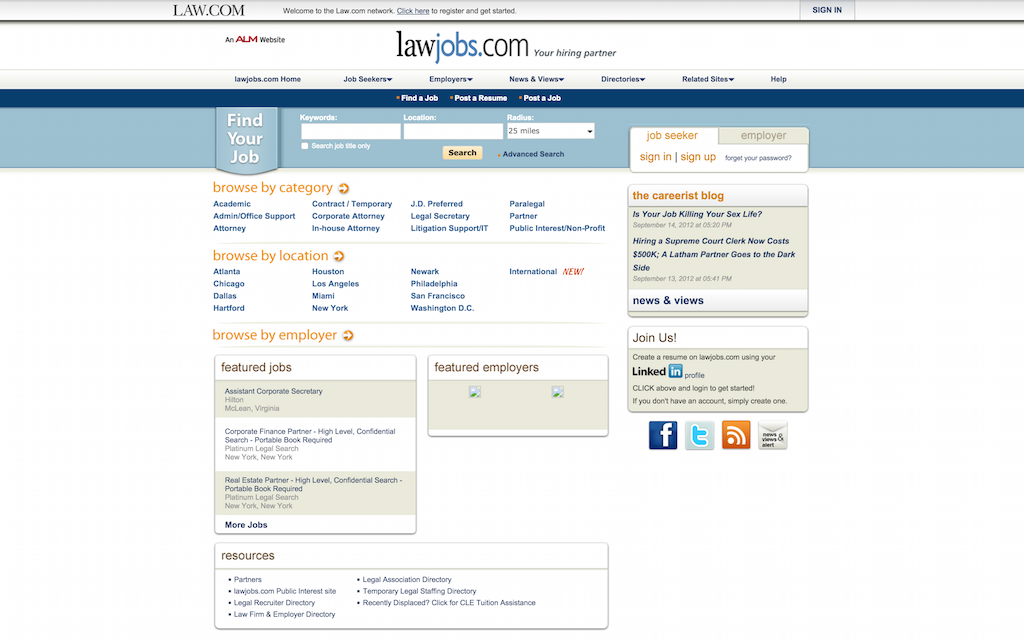 LAW.COM
Welcome to the Law.com network. Click here to register and get started.
SIGN IN
An ALM Website
lawjobs.com Your hiring partner
lawjobs.com Home
Job Seekers
Employers
News & Views
Directories
Related Sites
Help
Find a Job
Post a Resume
Post a Job
Find
Your
Job
Keywords:
Location:
Radius:
25 miles
Search job title only
Search
Advanced Search
job seeker
employer
sign in | sign up forget your password?
browse by category
Academic
Contract / Temporary
J.D. Preferred
Paralegal
Admin/Office Support
Corporate Attorney
Legal Secretary
Partner
Attorney
In-house Attorney
Litigation Support/IT
Public Interest/Non-Profit
browse by location
Atlanta
Houston
Newark
International NEW!
Chicago
Los Angeles
Philadelphia
Dallas
Miami
San Francisco
Hartford
New York
Washington D.C.
browse by employer
featured jobs
Assistant Corporate Secretary
Hilton
McLean, Virginia
Corporate Finance Partner - High Level, Confidential
Search - Portable Book Required
Platinum Legal Search
New York, New York
Real Estate Partner - High Level, Confidential Search -
Portable Book Required
Platinum Legal Search
New York, New York
More Jobs
featured employers
the careerist blog
Is Your Job Killing Your Sex Life?
September 14, 2012 at 05:20 PM
Hiring a Supreme Court Clerk Now Costs
$500K; A Latham Partner Goes to the Dark
Side
September 13, 2012 at 05:41 PM
news & views
Join Us!
Create a resume on lawjobs.com using your
Linked in profile
CLICK above and login to get started!
If you don't have an account, simply create one.
f
t
news
views &
alert
resources
Partners
lawjobs.com Public Interest site
Legal Recruiter Directory
Law Firm & Employer Directory
Legal Association Directory
Temporary Legal Staffing Directory
Recently Displaced? Click for CLE Tuition Assistance